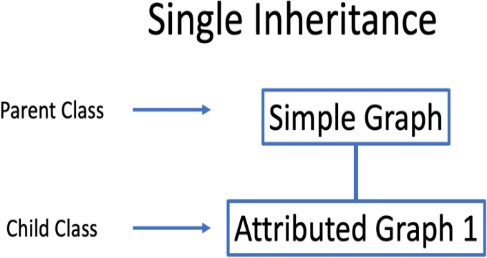 Single Inheritance
Parent Class
Simple Graph
Child Class
Attributed Graph 1